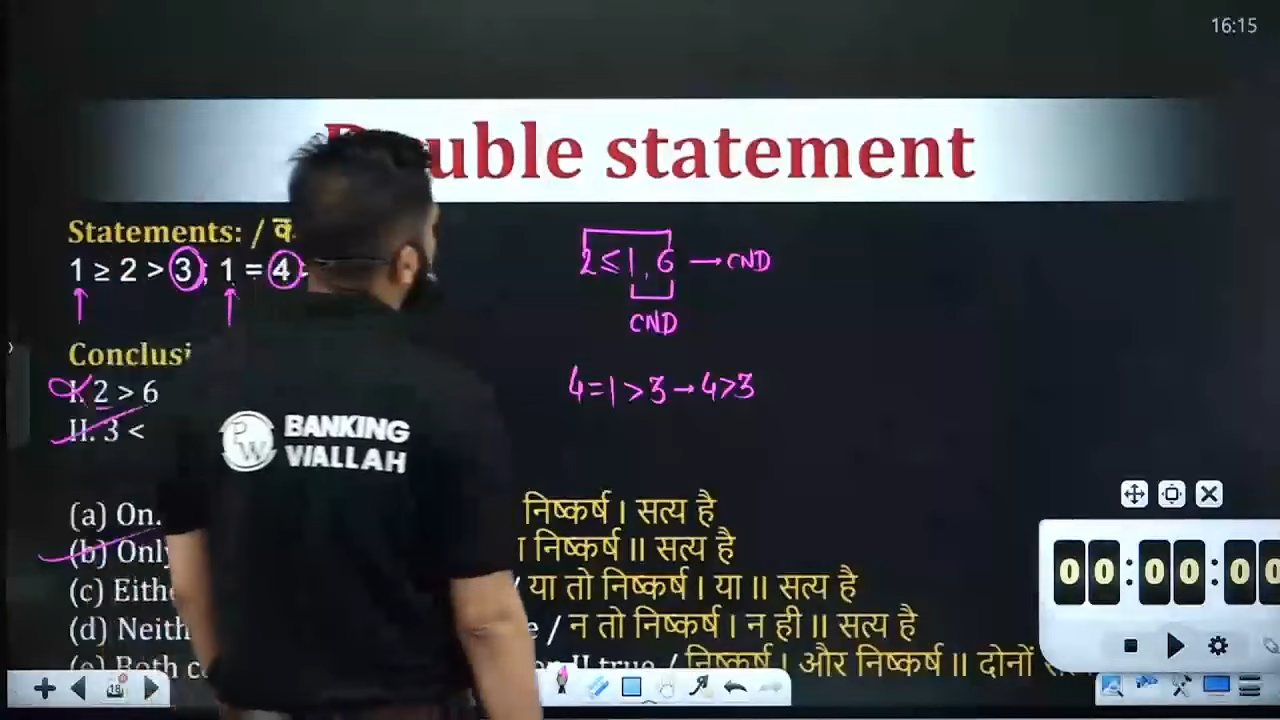 16:15
uble statement
Statements: /
1 ≥ 2 > 3; 1 = 4
2 ≤ 1, 6 → CND
CND
Conclusi
I. 2 > 6
II. 3 <
4 = 1 > 3 → 4 > 3
BANKING
WALLAH
PW
(a) On. निष्कर्ष I सत्य है
(b) Only निष्कर्ष II सत्य है
(c) Eithe / या तो निष्कर्ष I या II सत्य है
(d) Neith e / न तो निष्कर्ष I न ही II सत्य है
(e) Both c II true / निष्कर्ष I और निष्कर्ष II दोनों
00:00:00